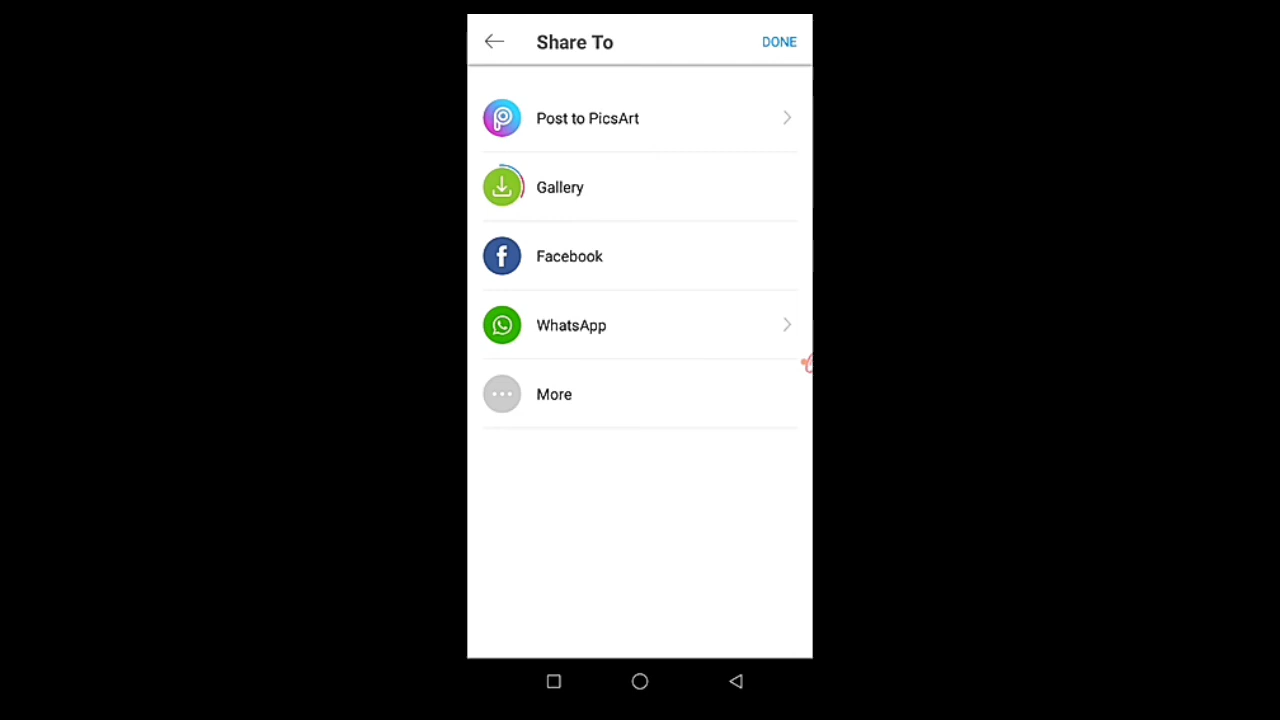 Share To
DONE
Post to PicsArt
Gallery
Facebook
WhatsApp
More